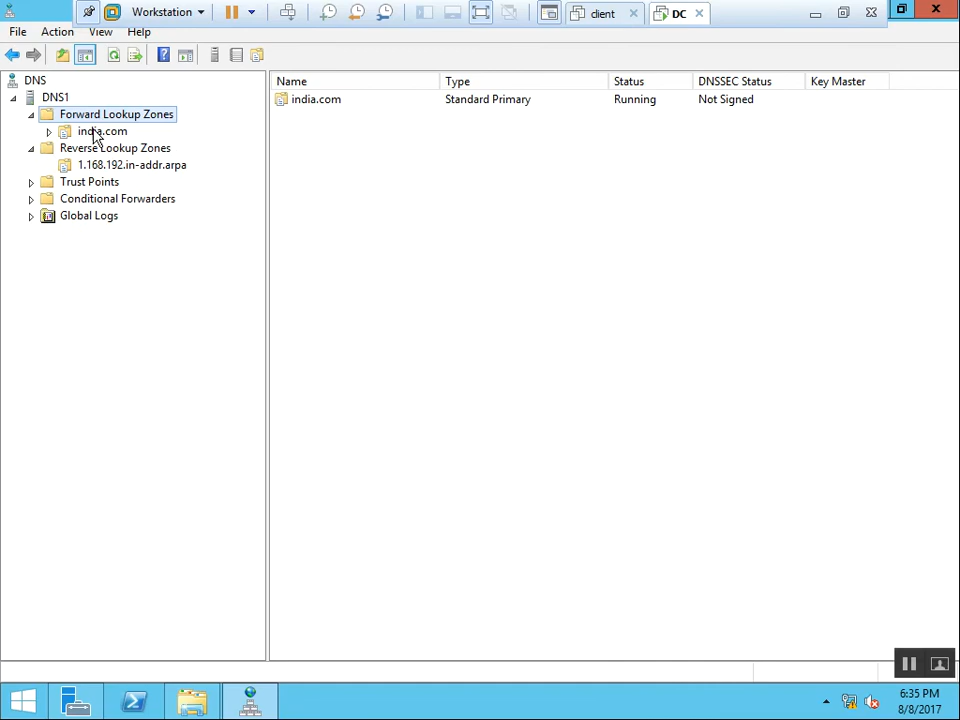 Workstation
client
DC
File
Action
View
Help
DNS
DNS1
Forward Lookup Zones
india.com
Reverse Lookup Zones
1.168.192.in-addr.arpa
Trust Points
Conditional Forwarders
Global Logs
Name
Type
Status
DNSSEC Status
Key Master
india.com
Standard Primary
Running
Not Signed
6:35 PM
8/8/2017